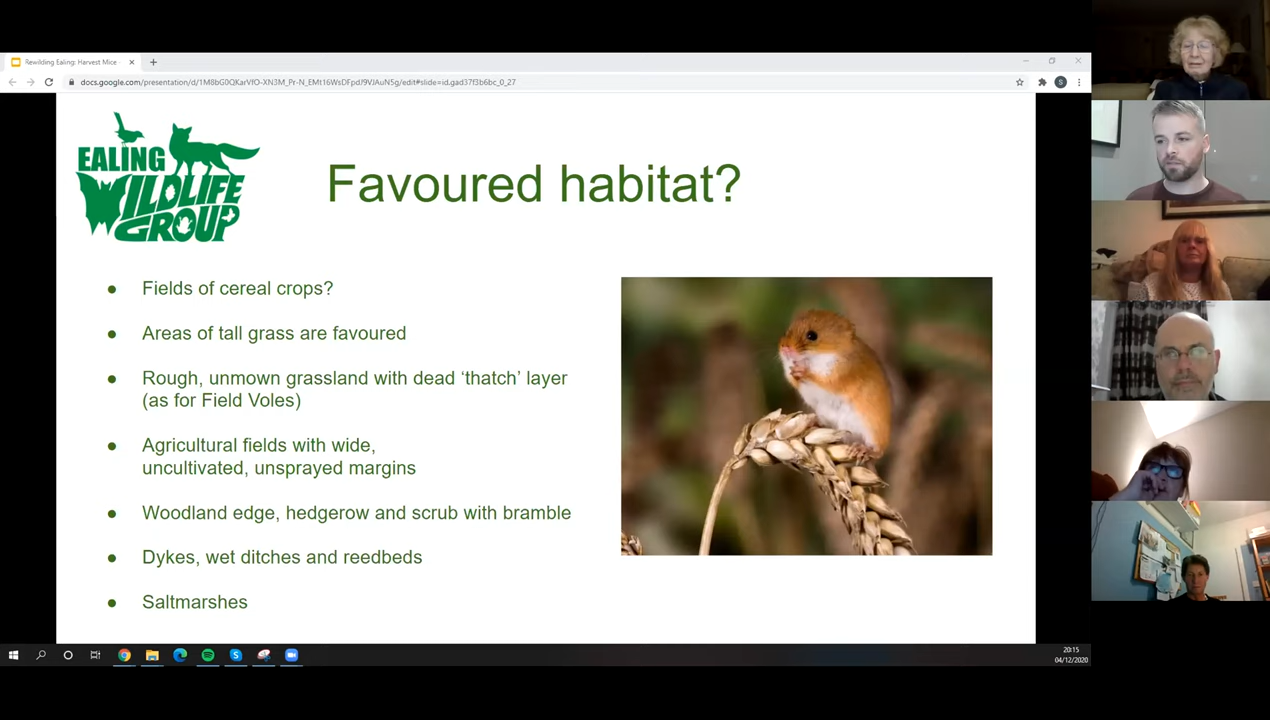 Rewilding Ealing: Harvest Mice
docs.google.com/presentation/d/1M8bG0QKarVfO-XN3M_Pr-N_EMt16WsDFpdJ9VJAuN5g/edit#slide=id.gad37f3b6bc_0_27
S
EALING
WILDLIFE
GROUP
Favoured habitat?
● Fields of cereal crops?
● Areas of tall grass are favoured
● Rough, unmown grassland with dead ‘thatch’ layer
(as for Field Voles)
● Agricultural fields with wide,
uncultivated, unsprayed margins
● Woodland edge, hedgerow and scrub with bramble
● Dykes, wet ditches and reedbeds
● Saltmarshes
20:15
04/12/2020